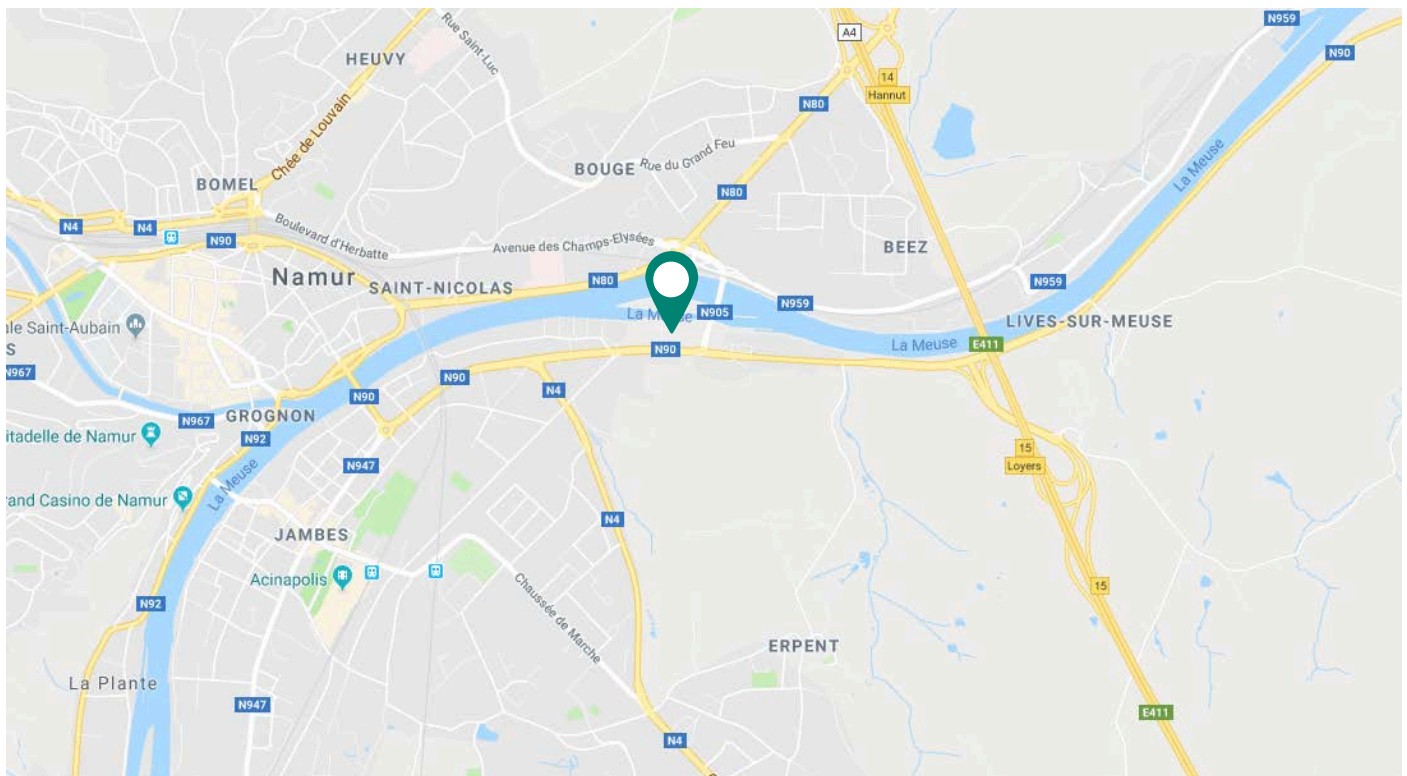 N959
A4
N90
HEUVY
Rue Saint-Luc
14
Hannut
N80
Chée de Louvain
Rue du Grand Feu
BOUGE
La Meuse
BOMEL
N80
N4
N4
Boulevard d'Herbatte
N90
Avenue des Champs-Elysées
BEEZ
Namur
SAINT-NICOLAS
N80
N959
N959
N905
La Meuse
LIVES-SUR-MEUSE
ale Saint-Aubain
S
N90
La Meuse
E411
N967
N90
N4
N90
GROGNON
N967
N92
itadelle de Namur
15
Loyers
N947
La Meuse
rand Casino de Namur
N4
JAMBES
Acinapolis
Chaussée de Marche
15
N92
ERPENT
La Plante
N947
E411
N4